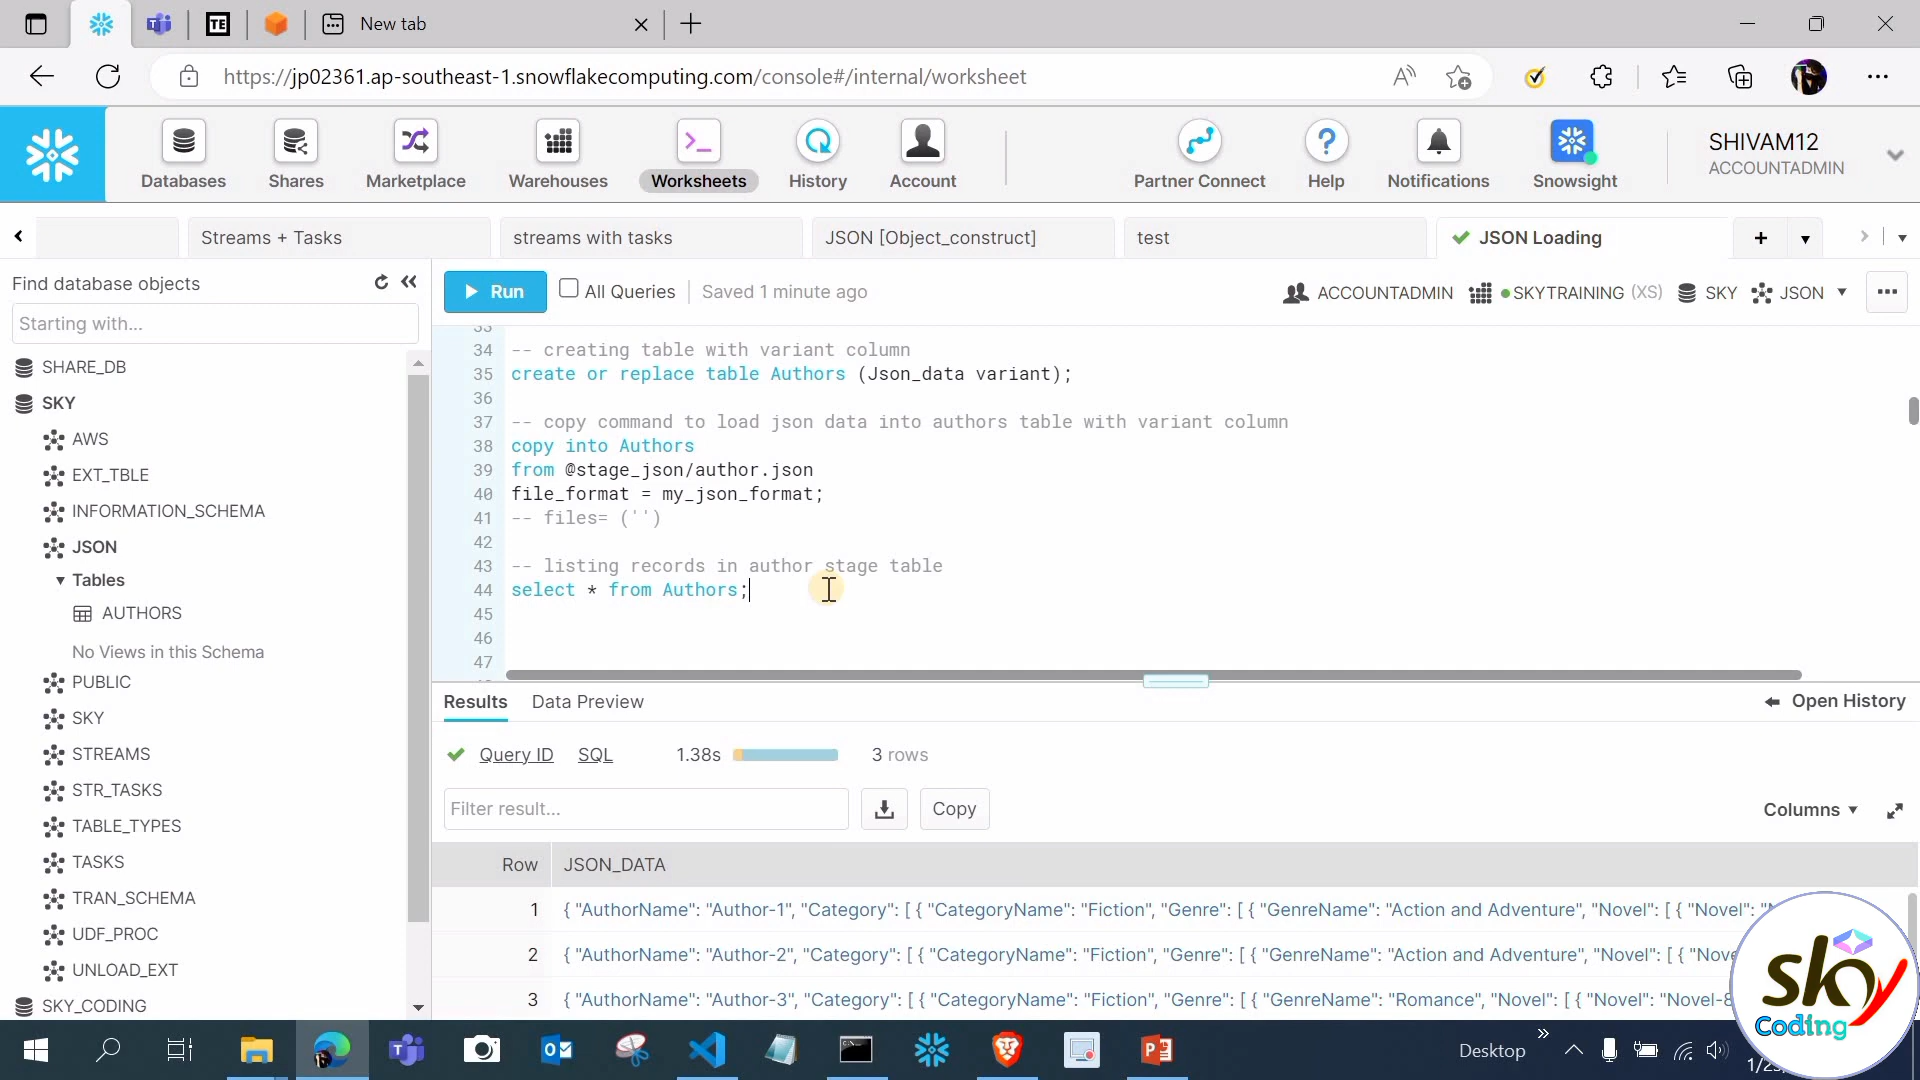 TE
New tab
https://jp02361.ap-southeast-1.snowflakecomputing.com/console#/internal/worksheet
Databases
Shares
Marketplace
Warehouses
Worksheets
History
Account
Partner Connect
Help
Notifications
Snowsight
SHIVAM12
ACCOUNTADMIN
Streams + Tasks
streams with tasks
JSON [Object_construct]
test
JSON Loading
Find database objects
Starting with...
SHARE_DB
SKY
AWS
EXT_TBLE
INFORMATION_SCHEMA
JSON
Tables
AUTHORS
No Views in this Schema
PUBLIC
SKY
STREAMS
STR_TASKS
TABLE_TYPES
TASKS
TRAN_SCHEMA
UDF_PROC
UNLOAD_EXT
SKY_CODING
Run
All Queries
Saved 1 minute ago
ACCOUNTADMIN
SKYTRAINING (XS)
SKY
JSON
33
34 -- creating table with variant column
35 create or replace table Authors (Json_data variant);
36
37 -- copy command to load json data into authors table with variant column
38 copy into Authors
39 from @stage_json/author.json
40 file_format = my_json_format;
41 -- files= ('')
42
43 -- listing records in author stage table
44 select * from Authors;
45
46
47
Results
Data Preview
Open History
Query ID
SQL
1.38s
3 rows
Filter result...
Copy
Columns
Row JSON_DATA
1 { "AuthorName": "Author-1", "Category": [ { "CategoryName": "Fiction", "Genre": [ { "GenreName": "Action and Adventure", "Novel": [ { "Novel": "
2 { "AuthorName": "Author-2", "Category": [ { "CategoryName": "Fiction", "Genre": [ { "GenreName": "Action and Adventure", "Novel": [ { "Nove
3 { "AuthorName": "Author-3", "Category": [ { "CategoryName": "Fiction", "Genre": [ { "GenreName": "Romance", "Novel": [ { "Novel": "Novel-8
sky
Coding
Desktop